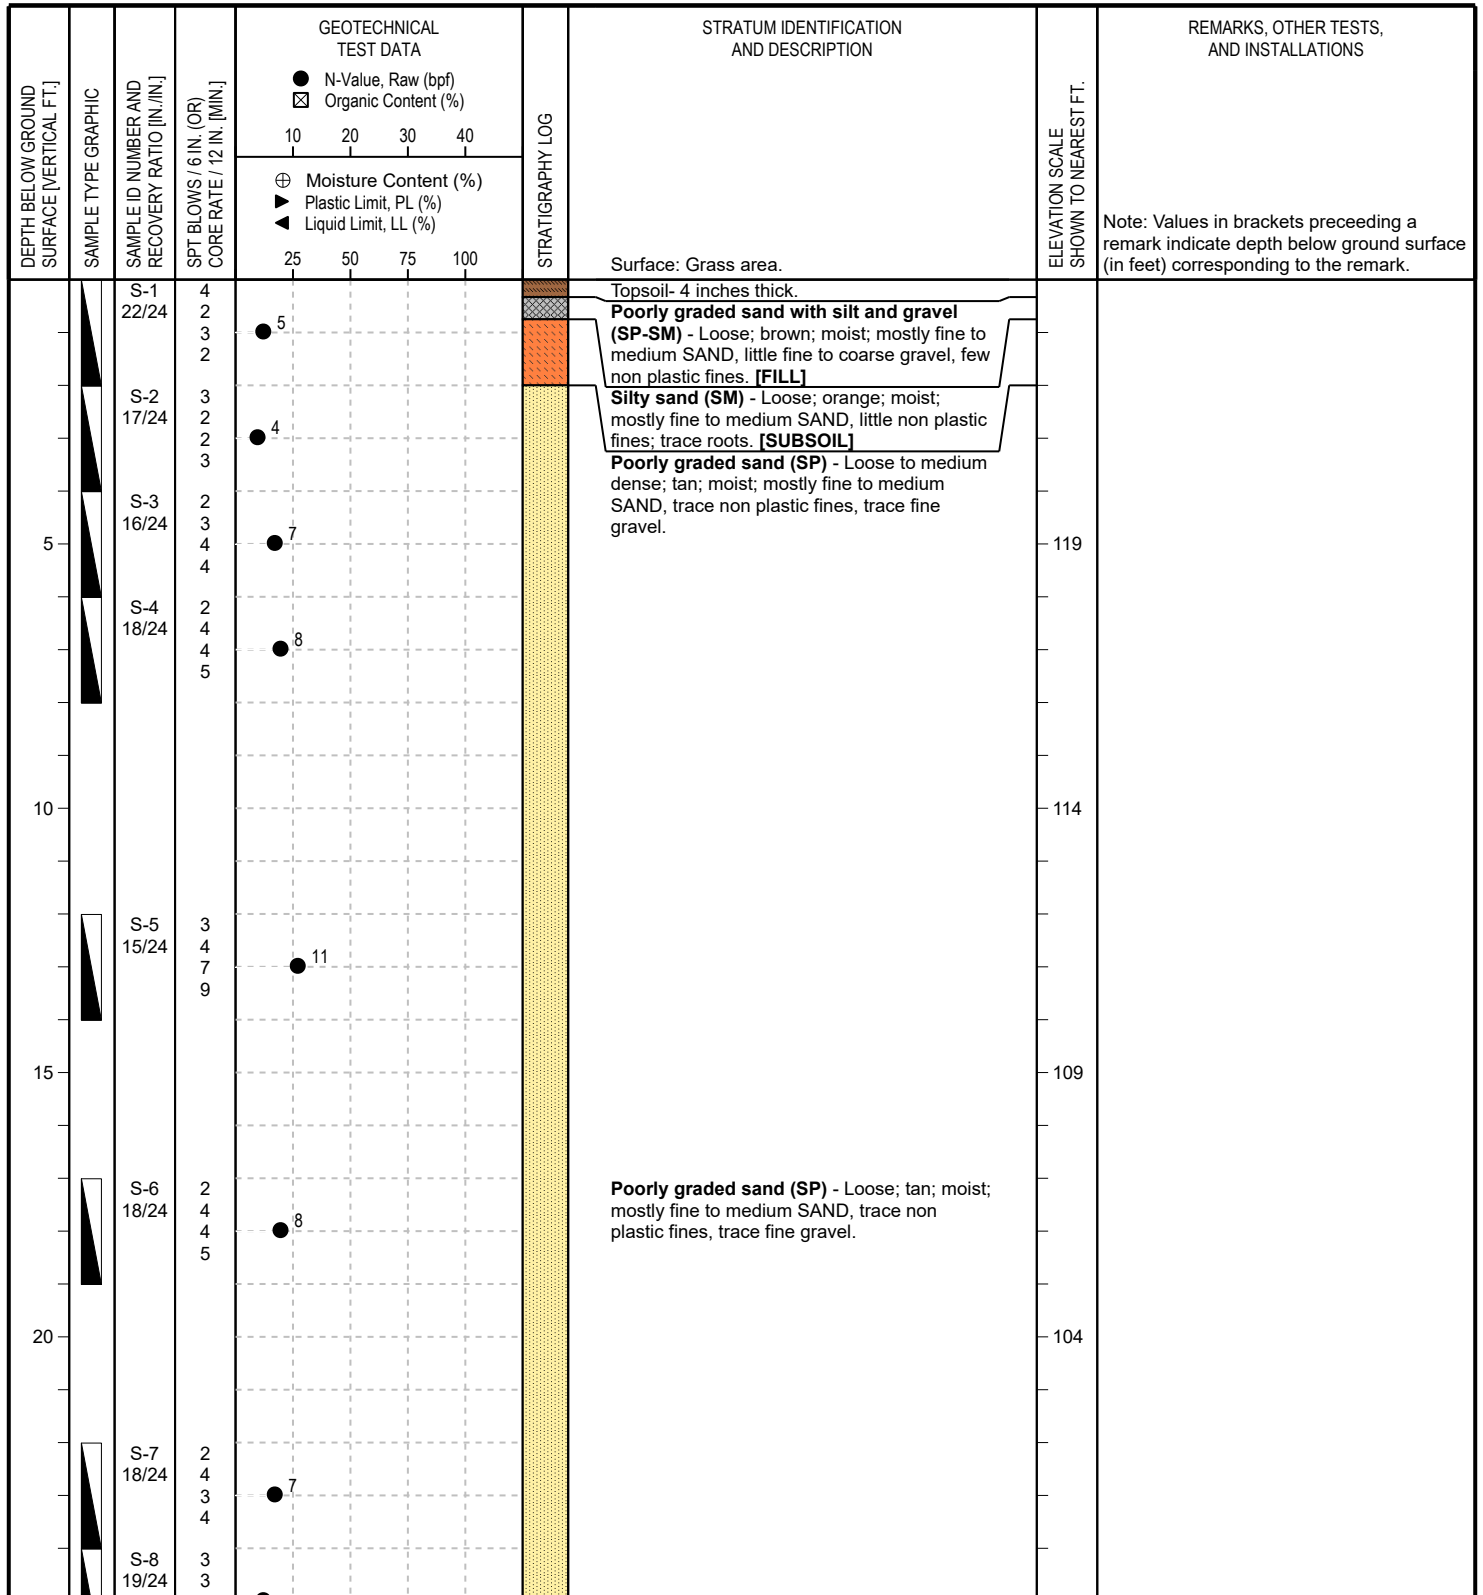 DEPTH BELOW GROUND
SURFACE [VERTICAL FT.]
SAMPLE TYPE GRAPHIC
SAMPLE ID NUMBER AND
RECOVERY RATIO [IN./IN.]
SPT BLOWS / 6 IN. (OR)
CORE RATE / 12 IN. [MIN.]
GEOTECHNICAL
TEST DATA
N-Value, Raw (bpf)
Organic Content (%)
10 20 30 40
Moisture Content (%)
Plastic Limit, PL (%)
Liquid Limit, LL (%)
25 50 75 100
STRATIGRAPHY LOG
STRATUM IDENTIFICATION
AND DESCRIPTION
Surface: Grass area.
ELEVATION SCALE
SHOWN TO NEAREST FT.
REMARKS, OTHER TESTS,
AND INSTALLATIONS
Note: Values in brackets preceeding a
remark indicate depth below ground surface
(in feet) corresponding to the remark.
S-1 4
22/24 2
3
2
5
Topsoil- 4 inches thick.
Poorly graded sand with silt and gravel
(SP-SM) - Loose; brown; moist; mostly fine to
medium SAND, little fine to coarse gravel, few
non plastic fines. [FILL]
S-2 3
17/24 2
2
3
4
Silty sand (SM) - Loose; orange; moist;
mostly fine to medium SAND, little non plastic
fines; trace roots. [SUBSOIL]
Poorly graded sand (SP) - Loose to medium
dense; tan; moist; mostly fine to medium
SAND, trace non plastic fines, trace fine
gravel.
S-3 2
16/24 3
4
4
7
5
119
S-4 2
18/24 4
4
5
8
10
114
S-5 3
15/24 4
7
9
11
15
109
S-6 2
18/24 4
4
5
8
Poorly graded sand (SP) - Loose; tan; moist;
mostly fine to medium SAND, trace non
plastic fines, trace fine gravel.
20
104
S-7 2
18/24 4
3
4
7
S-8 3
19/24 3